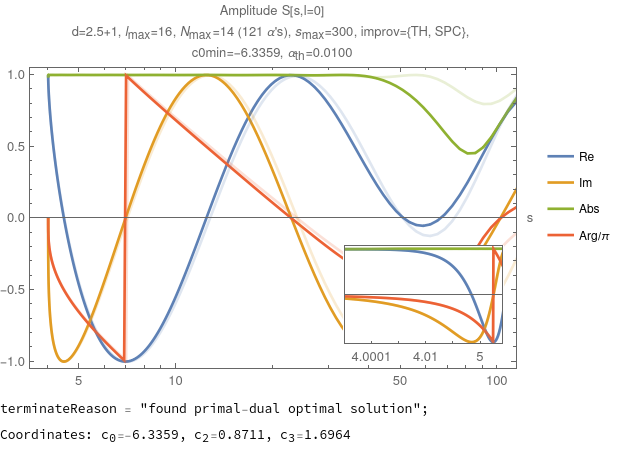 Amplitude S[s,l=0]
d=2.5+1, lmax=16, Nmax=14 (121 α's), smax=300, improv={TH, SPC},
c0min=-6.3359, αth=0.0100
1.0
0.5
0.0
-0.5
-1.0
s
Re
Im
Abs
Arg/π
4.0001 4.01 5
5 10 50 100
terminateReason = "found primal-dual optimal solution";
Coordinates: c0=-6.3359, c2=0.8711, c3=1.6964